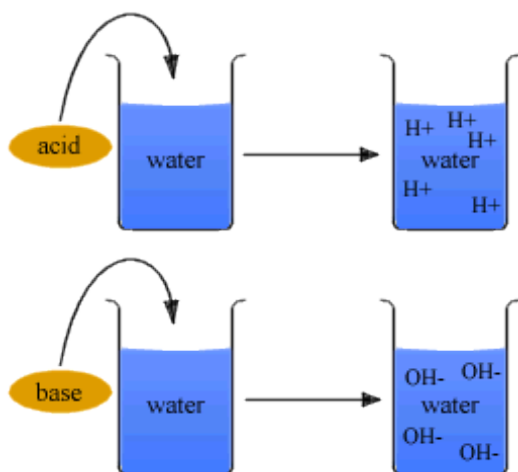 acid
water
H+ H+
H+
water
H+
H+
base
water
OH- OH-
water
OH-
OH-